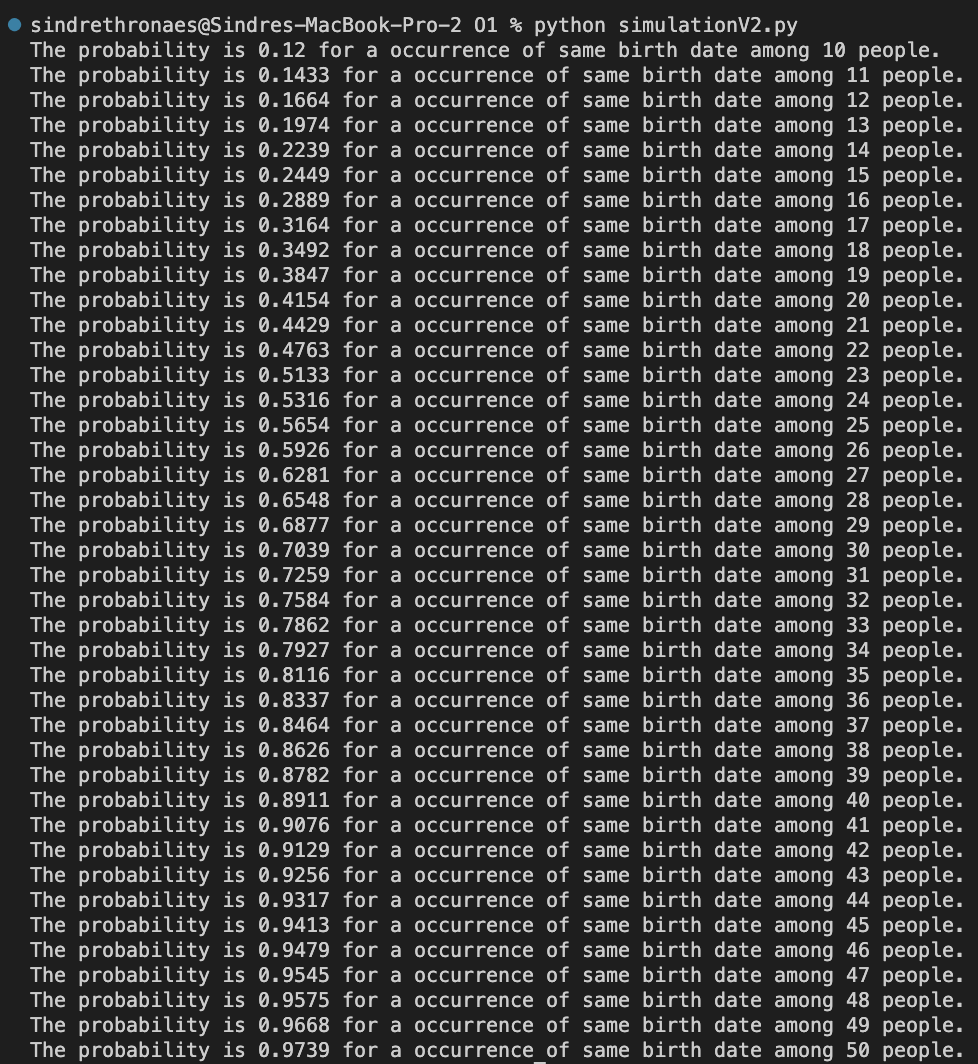 sindrethronaes@Sindres-MacBook-Pro-2 O1 % python simulationV2.py
The probability is 0.12 for a occurrence of same birth date among 10 people.
The probability is 0.1433 for a occurrence of same birth date among 11 people.
The probability is 0.1664 for a occurrence of same birth date among 12 people.
The probability is 0.1974 for a occurrence of same birth date among 13 people.
The probability is 0.2239 for a occurrence of same birth date among 14 people.
The probability is 0.2449 for a occurrence of same birth date among 15 people.
The probability is 0.2889 for a occurrence of same birth date among 16 people.
The probability is 0.3164 for a occurrence of same birth date among 17 people.
The probability is 0.3492 for a occurrence of same birth date among 18 people.
The probability is 0.3847 for a occurrence of same birth date among 19 people.
The probability is 0.4154 for a occurrence of same birth date among 20 people.
The probability is 0.4429 for a occurrence of same birth date among 21 people.
The probability is 0.4763 for a occurrence of same birth date among 22 people.
The probability is 0.5133 for a occurrence of same birth date among 23 people.
The probability is 0.5316 for a occurrence of same birth date among 24 people.
The probability is 0.5654 for a occurrence of same birth date among 25 people.
The probability is 0.5926 for a occurrence of same birth date among 26 people.
The probability is 0.6281 for a occurrence of same birth date among 27 people.
The probability is 0.6548 for a occurrence of same birth date among 28 people.
The probability is 0.6877 for a occurrence of same birth date among 29 people.
The probability is 0.7039 for a occurrence of same birth date among 30 people.
The probability is 0.7259 for a occurrence of same birth date among 31 people.
The probability is 0.7584 for a occurrence of same birth date among 32 people.
The probability is 0.7862 for a occurrence of same birth date among 33 people.
The probability is 0.7927 for a occurrence of same birth date among 34 people.
The probability is 0.8116 for a occurrence of same birth date among 35 people.
The probability is 0.8337 for a occurrence of same birth date among 36 people.
The probability is 0.8464 for a occurrence of same birth date among 37 people.
The probability is 0.8626 for a occurrence of same birth date among 38 people.
The probability is 0.8782 for a occurrence of same birth date among 39 people.
The probability is 0.8911 for a occurrence of same birth date among 40 people.
The probability is 0.9076 for a occurrence of same birth date among 41 people.
The probability is 0.9129 for a occurrence of same birth date among 42 people.
The probability is 0.9256 for a occurrence of same birth date among 43 people.
The probability is 0.9317 for a occurrence of same birth date among 44 people.
The probability is 0.9413 for a occurrence of same birth date among 45 people.
The probability is 0.9479 for a occurrence of same birth date among 46 people.
The probability is 0.9545 for a occurrence of same birth date among 47 people.
The probability is 0.9575 for a occurrence of same birth date among 48 people.
The probability is 0.9668 for a occurrence of same birth date among 49 people.
The probability is 0.9739 for a occurrence of same birth date among 50 people.